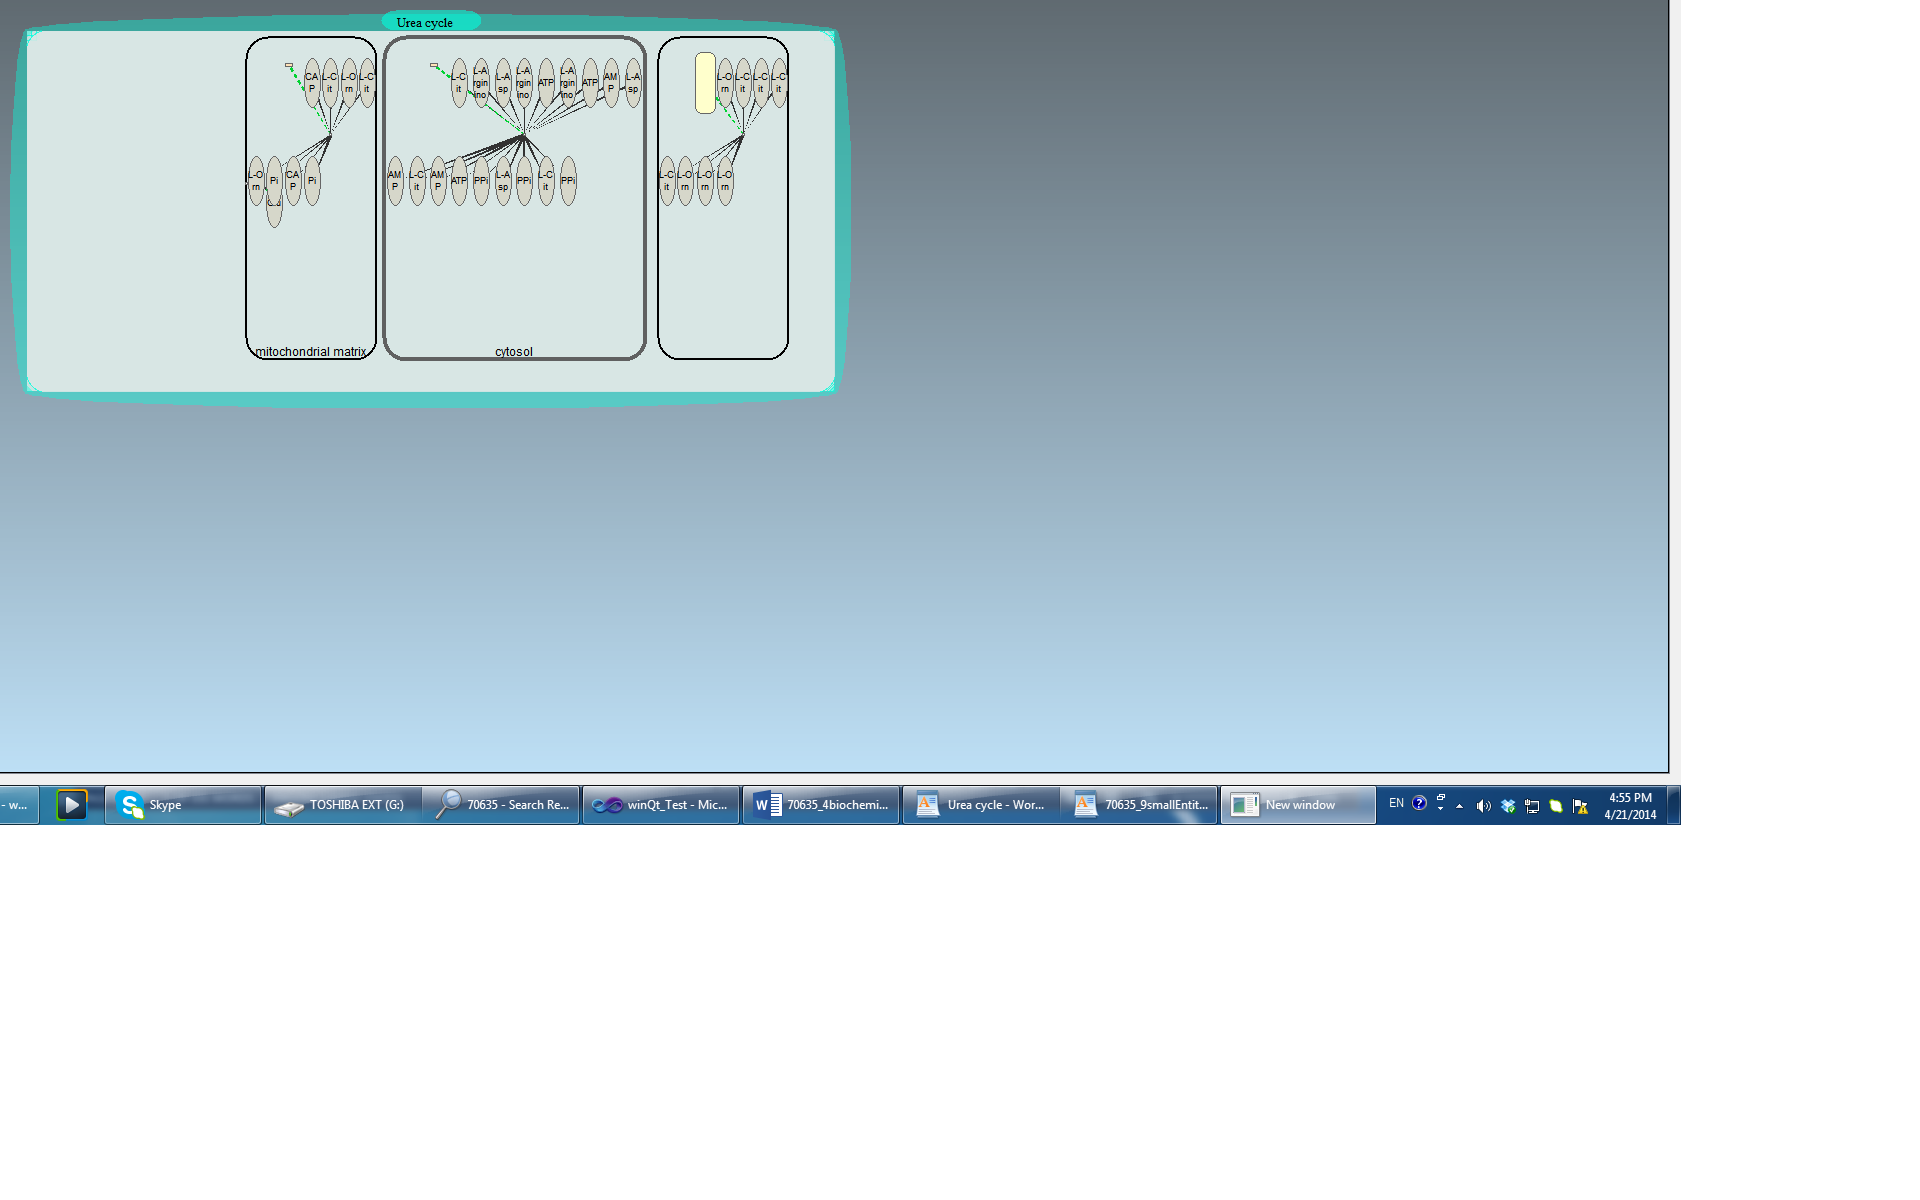 Urea cycle
CA
P
L-C
it
L-O
rn
L-C
it
L-C
it
L-A
rgin
ino
L-A
sp
L-A
rgin
ino
ATP
L-A
rgin
ino
ATP
AM
P
L-A
sp
L-O
rn
L-C
it
L-C
it
L-C
it
L-O
rn
Pi
CA
P
Pi
AM
P
L-C
it
AM
P
ATP
PPi
L-A
sp
PPi
L-C
it
PPi
L-C
it
L-O
rn
L-O
rn
L-O
rn
mitochondrial matrix
cytosol
- w...
Skype
TOSHIBA EXT (G:)
70635 - Search Re...
winQt_Test - Mic...
70635_4biochemi...
Urea cycle - Wor...
70635_9smallEntit...
New window
EN
4:55 PM
4/21/2014